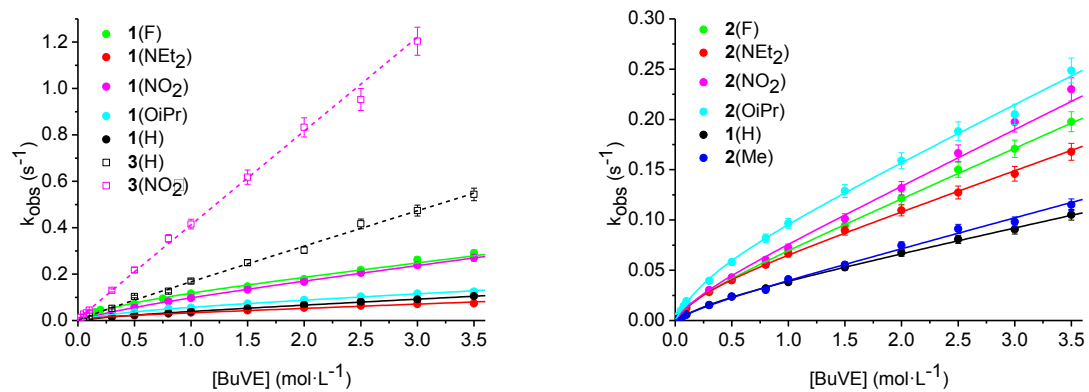 1(F)
1(NEt2)
1(NO2)
1(OiPr)
1(H)
3(H)
3(NO2)
kobs (s-1)
1.2
1.0
0.8
0.6
0.4
0.2
0.0
0.0 0.5 1.0 1.5 2.0 2.5 3.0 3.5
[BuVE] (mol·L-1)
2(F)
2(NEt2)
2(NO2)
2(OiPr)
1(H)
2(Me)
kobs (s-1)
0.30
0.25
0.20
0.15
0.10
0.05
0.00
0.0 0.5 1.0 1.5 2.0 2.5 3.0 3.5
[BuVE] (mol·L-1)